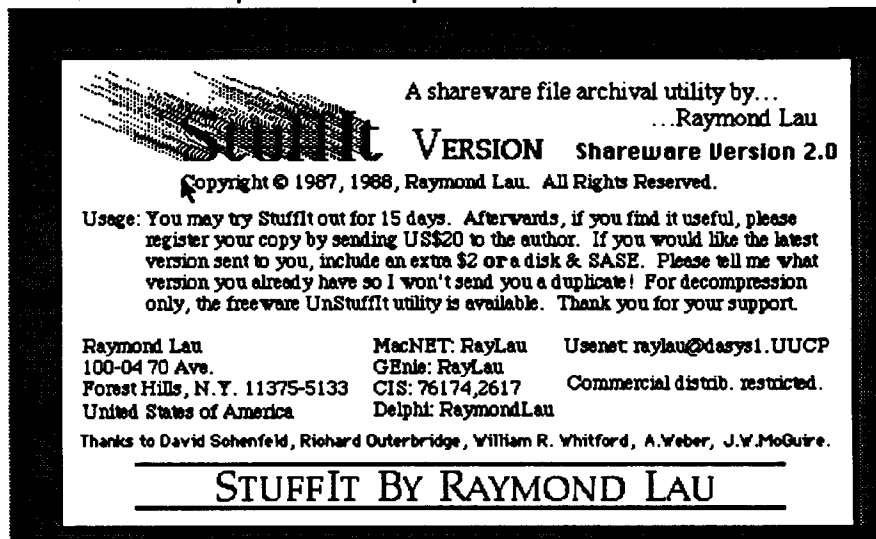 A shareware file archival utility by...
...Raymond Lau
StuffIt VERSION Shareware Version 2.0
Copyright © 1987, 1988, Raymond Lau. All Rights Reserved.
Usage: You may try StuffIt out for 15 days. Afterwards, if you find it useful, please
register your copy by sending US$20 to the author. If you would like the latest
version sent to you, include an extra $2 or a disk & SASE. Please tell me what
version you already have so I won't send you a duplicate! For decompression
only, the freeware UnStuffIt utility is available. Thank you for your support.
Raymond Lau
100-04 70 Ave.
Forest Hills, N.Y. 11375-5133
United States of America
MacNET: RayLau
GEnie: RayLau
CIS: 76174,2617
Delphi: RaymondLau
Usenet: raylau@dasys1.UUCP
Commercial distrib. restricted.
Thanks to David Schenfeld, Richard Outerbridge, William R. Whitford, A.Weber, J.W.McGuire.
STUFFIT BY RAYMOND LAU